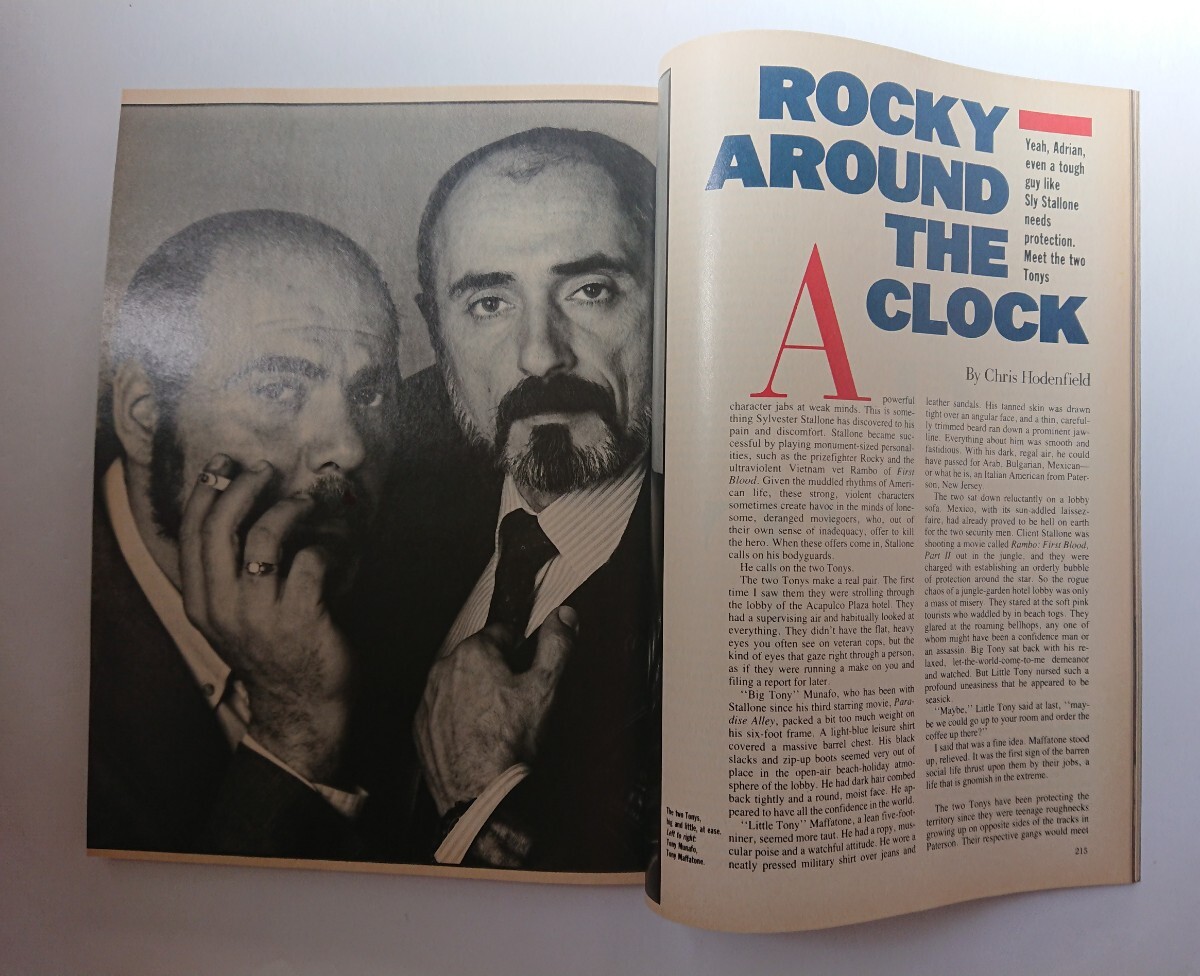 ROCKY
AROUND
THE
CLOCK
Yeah, Adrian,
even a tough
guy like
Sly Stallone
needs
protection.
Meet the two
Tonys
By Chris Hodenfield
A powerful
character jabs at weak minds. This is some-
thing Sylvester Stallone has discovered to his
pain and discomfort. Stallone became suc-
cessful by playing monument-sized personal-
ities, such as the prizefighter Rocky and the
ultraviolent Vietnam vet Rambo of First
Blood. Given the muddled rhythms of Ameri-
can life, these strong, violent characters
sometimes create havoc in the minds of lone-
some, deranged moviegoers, who, out of
their own sense of inadequacy, offer to kill
the hero. When these offers come in, Stallone
calls on his bodyguards.
He calls on the two Tonys.
The two Tonys make a real pair. The first
time I saw them they were strolling through
the lobby of the Acapulco Plaza hotel. They
had a supervising air and habitually looked at
everything. They didn't have the flat, heavy
eyes you often see on veteran cops, but the
kind of eyes that gaze right through a person,
as if they were running a make on you and
filing a report for later.
"Big Tony" Munafo, who has been with
Stallone since his third starring movie, Para-
dise Alley, packed a bit too much weight on
his six-foot frame. A light-blue leisure shirt
covered a massive barrel chest. His black
slacks and zip-up boots seemed very out of
place in the open-air beach-holiday atmo-
sphere of the lobby. He had dark hair combed
back tightly and a round, moist face. He ap-
peared to have all the confidence in the world.
"Little Tony" Maffatone, a lean five-foot-
niner, seemed more taut. He had a ropy, mus-
cular poise and a watchful attitude. He wore a
neatly pressed military shirt over jeans and
leather sandals. His tanned skin was drawn
tight over an angular face, and a thin, careful-
ly trimmed beard ran down a prominent jaw-
line. Everything about him was smooth and
fastidious. With his dark, regal air, he could
have passed for Arab, Bulgarian, Mexican—
or what he is, an Italian American from Pater-
son, New Jersey.
The two sat down reluctantly on a lobby
sofa. Mexico, with its sun-addled laissez-
faire, had already proved to be hell on earth
for the two security men. Client Stallone was
shooting a movie called Rambo: First Blood,
Part II out in the jungle, and they were
charged with establishing an orderly bubble
of protection around the star. So the rogue
chaos of a jungle-garden hotel lobby was only
a mass of misery. They stared at the soft pink
tourists who waddled by in beach togs. They
glared at the roaming bellhops, any one of
whom might have been a confidence man or
an assassin. Big Tony sat back with his re-
laxed, let-the-world-come-to-me demeanor
and watched. But Little Tony nursed such a
profound uneasiness that he appeared to be
seasick.
"Maybe," Little Tony said at last, "may-
be we could go up to your room and order the
coffee up there?"
I said that was a fine idea. Maffatone stood
up, relieved. It was the first sign of the barren
social life thrust upon them by their jobs, a
life that is gnomish in the extreme.
The two Tonys have been protecting the
territory since they were teenage roughnecks
growing up on opposite sides of the tracks in
Paterson. Their respective gangs would meet
215
The two Tonys,
big and little, at ease.
Left to right:
Tony Munafo,
Tony Maffatone.